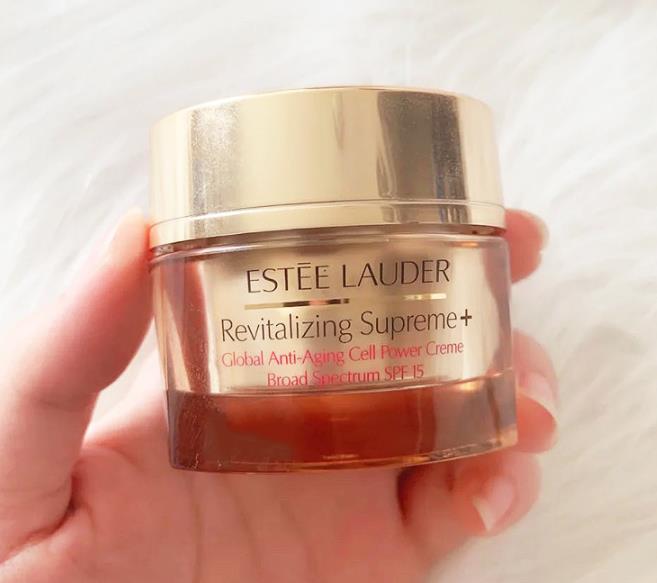 ESTĒE LAUDER
Revitalizing Supreme+
Global Anti-Aging Cell Power Creme
Broad Spectrum SPF 15